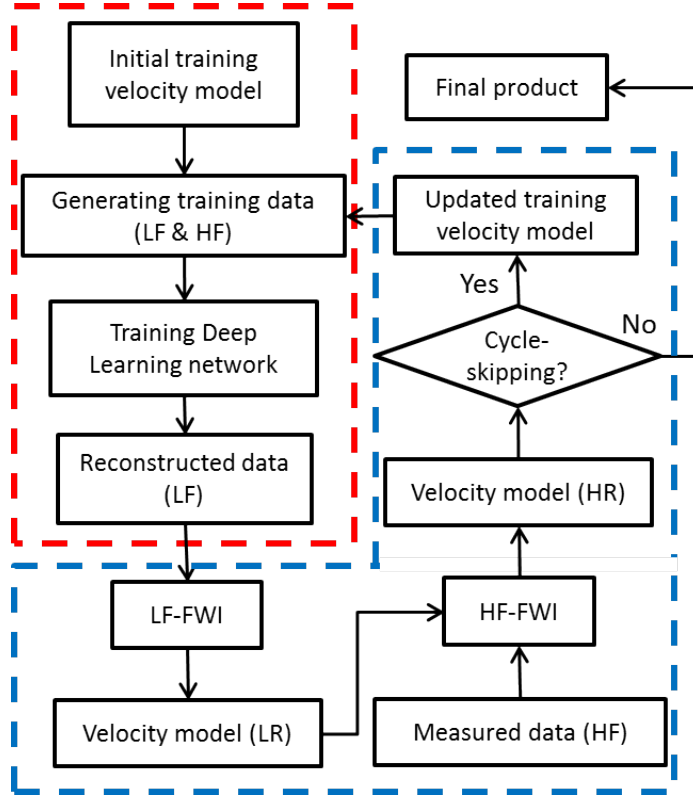 Initial training
velocity model
Final product
Generating training data
(LF & HF)
Updated training
velocity model
Yes
No
Training Deep
Learning network
Cycle-
skipping?
Reconstructed data
(LF)
Velocity model (HR)
LF-FWI
HF-FWI
Velocity model (LR)
Measured data (HF)